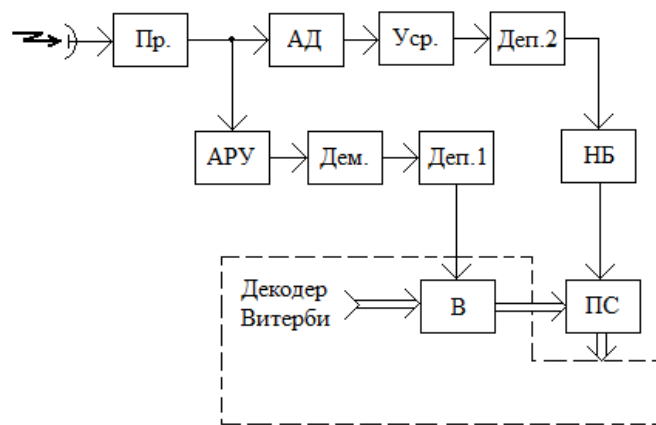 Пр.
АД
Уср.
Деп.2
АРУ
Дем.
Деп.1
НБ
Декодер
Витерби
В
ПС